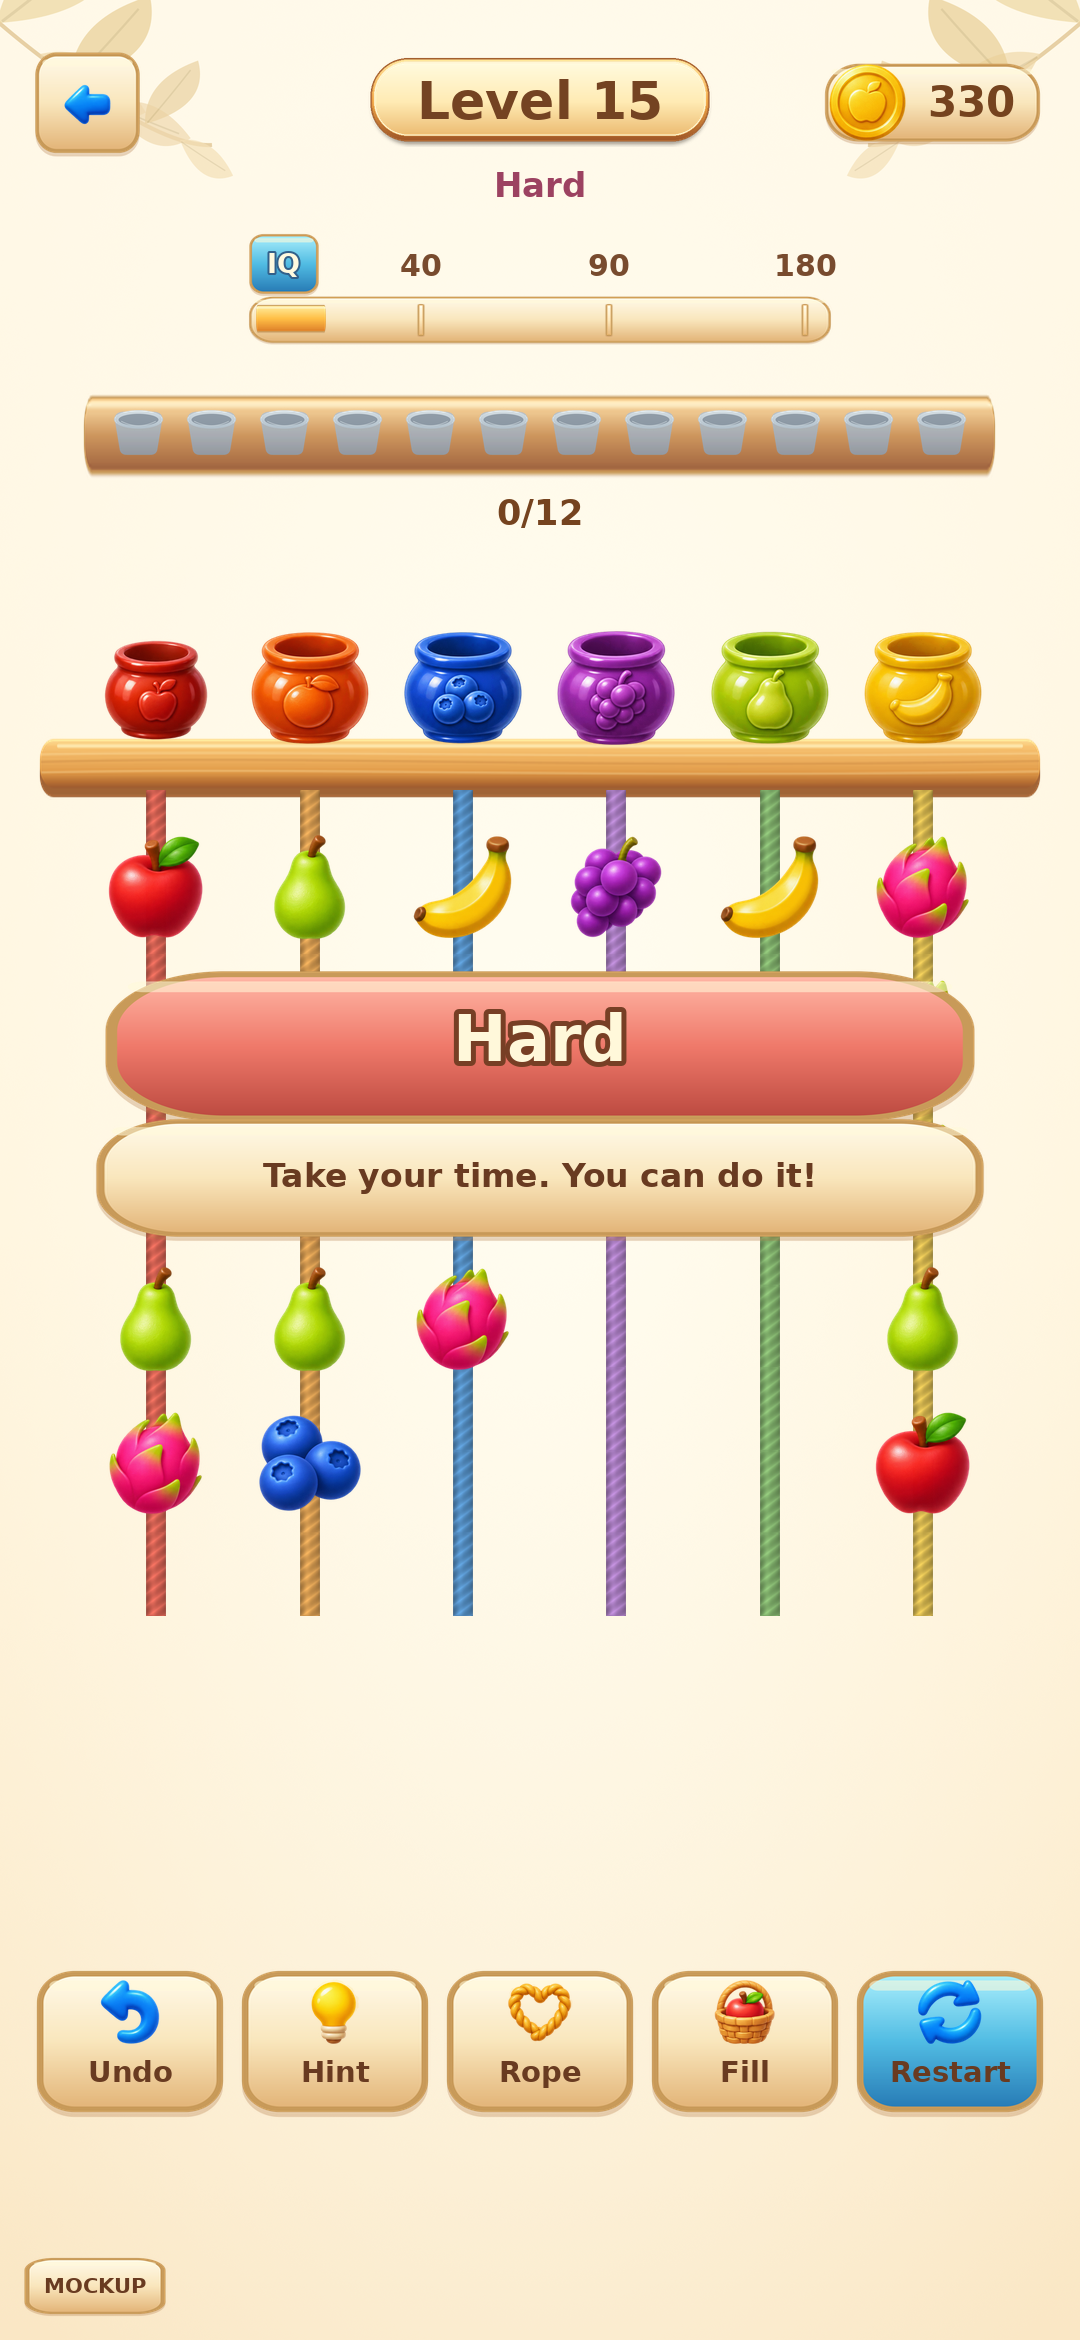 Level 15
330
Hard
IQ
40
90
180
0/12
Hard
Take your time. You can do it!
Undo
Hint
Rope
Fill
Restart
MOCKUP